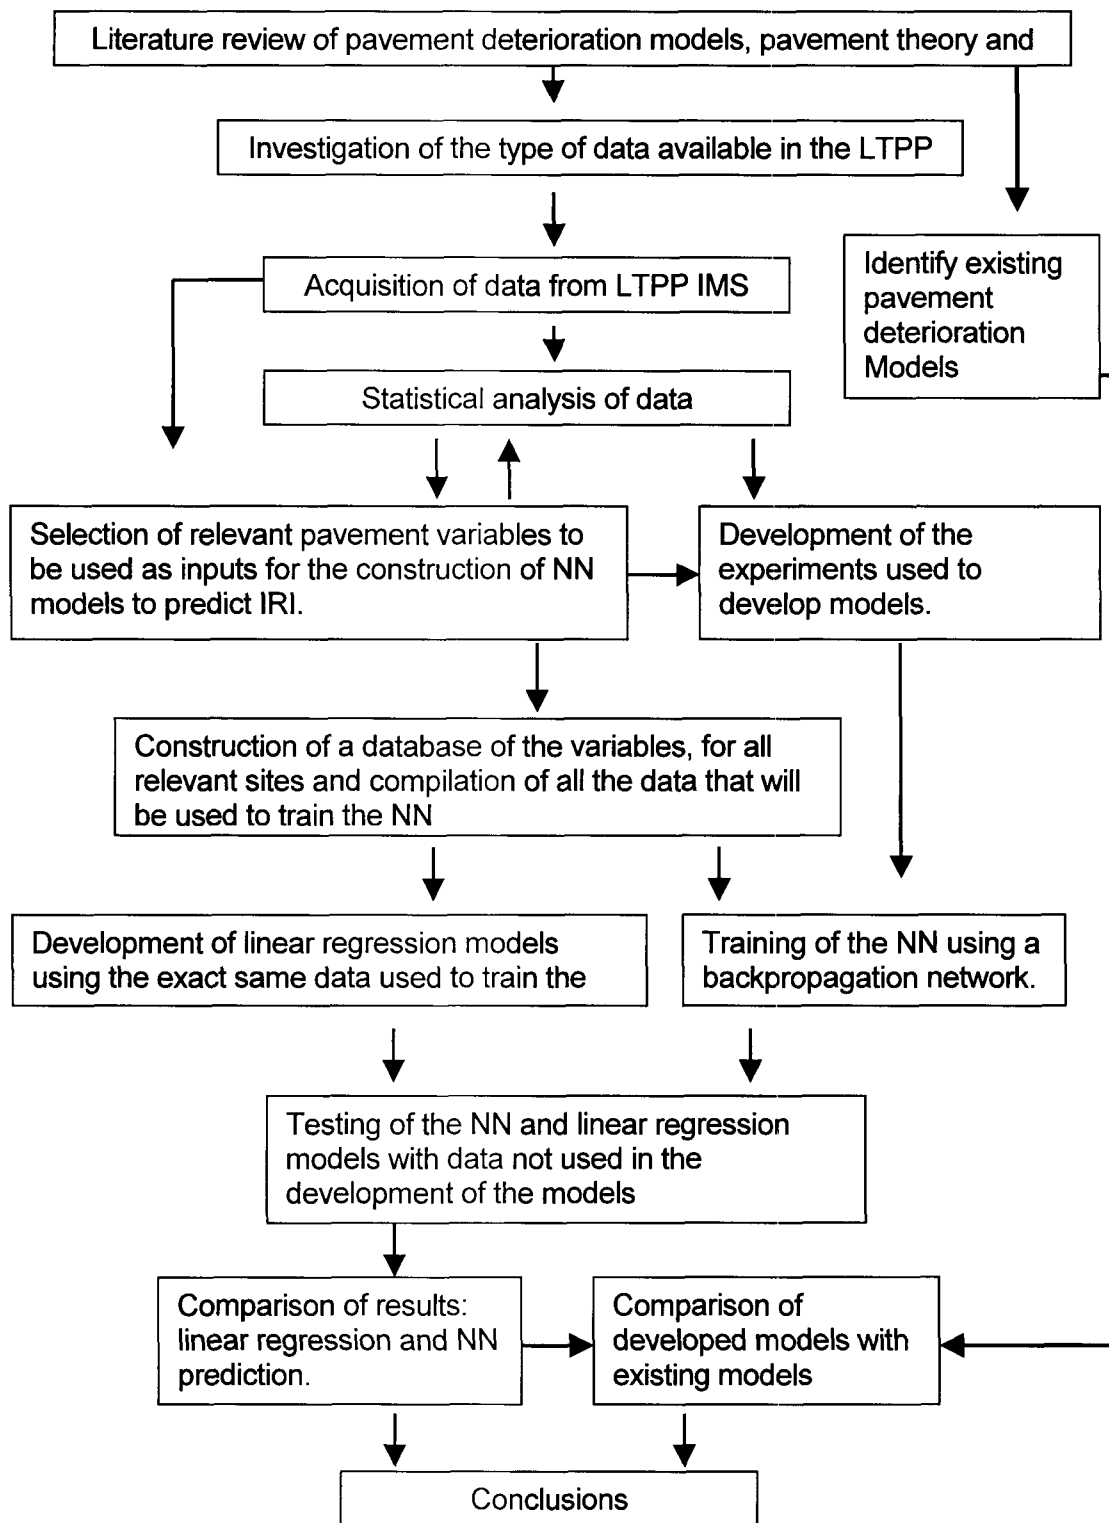 Literature review of pavement deterioration models, pavement theory and
Investigation of the type of data available in the LTPP
Acquisition of data from LTPP IMS
Identify existing
pavement
deterioration
Models
Statistical analysis of data
Selection of relevant pavement variables to
be used as inputs for the construction of NN
models to predict IRI.
Development of the
experiments used to
develop models.
Construction of a database of the variables, for all
relevant sites and compilation of all the data that will
be used to train the NN
Development of linear regression models
using the exact same data used to train the
Training of the NN using a
backpropagation network.
Testing of the NN and linear regression
models with data not used in the
development of the models
Comparison of results:
linear regression and NN
prediction.
Comparison of
developed models with
existing models
Conclusions